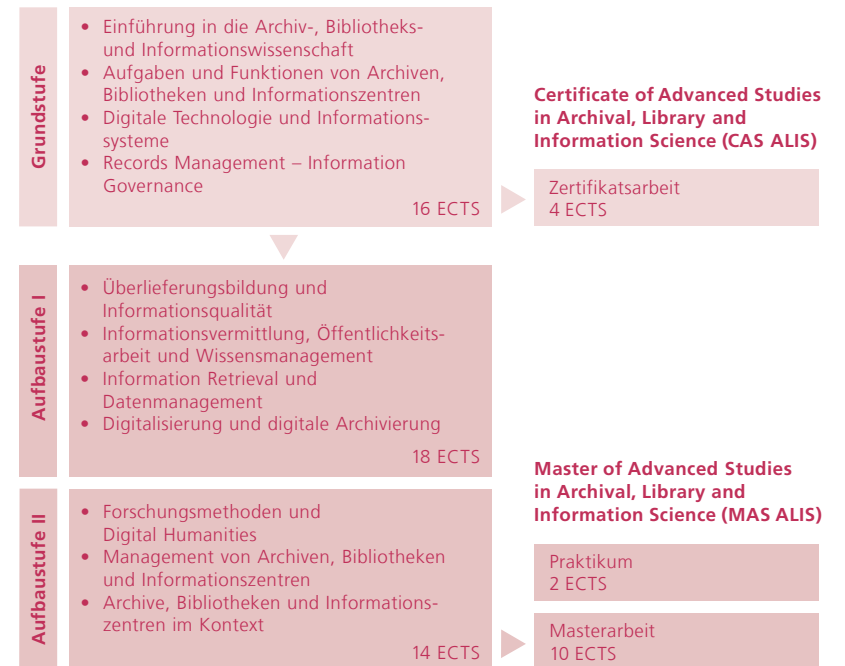 Grundstufe
• Einführung in die Archiv-, Bibliotheks-
und Informationswissenschaft
• Aufgaben und Funktionen von Archiven,
Bibliotheken und Informationszentren
• Digitale Technologie und Informations-
systeme
• Records Management – Information
Governance
16 ECTS
Certificate of Advanced Studies
in Archival, Library and
Information Science (CAS ALIS)
Zertifikatsarbeit
4 ECTS
Aufbaustufe I
• Überlieferungsbildung und
Informationsqualität
• Informationsvermittlung, Öffentlichkeits-
arbeit und Wissensmanagement
• Information Retrieval und
Datenmanagement
• Digitalisierung und digitale Archivierung
18 ECTS
Aufbaustufe II
• Forschungsmethoden und
Digital Humanities
• Management von Archiven, Bibliotheken
und Informationszentren
• Archive, Bibliotheken und Informations-
zentren im Kontext
14 ECTS
Master of Advanced Studies
in Archival, Library and
Information Science (MAS ALIS)
Praktikum
2 ECTS
Masterarbeit
10 ECTS